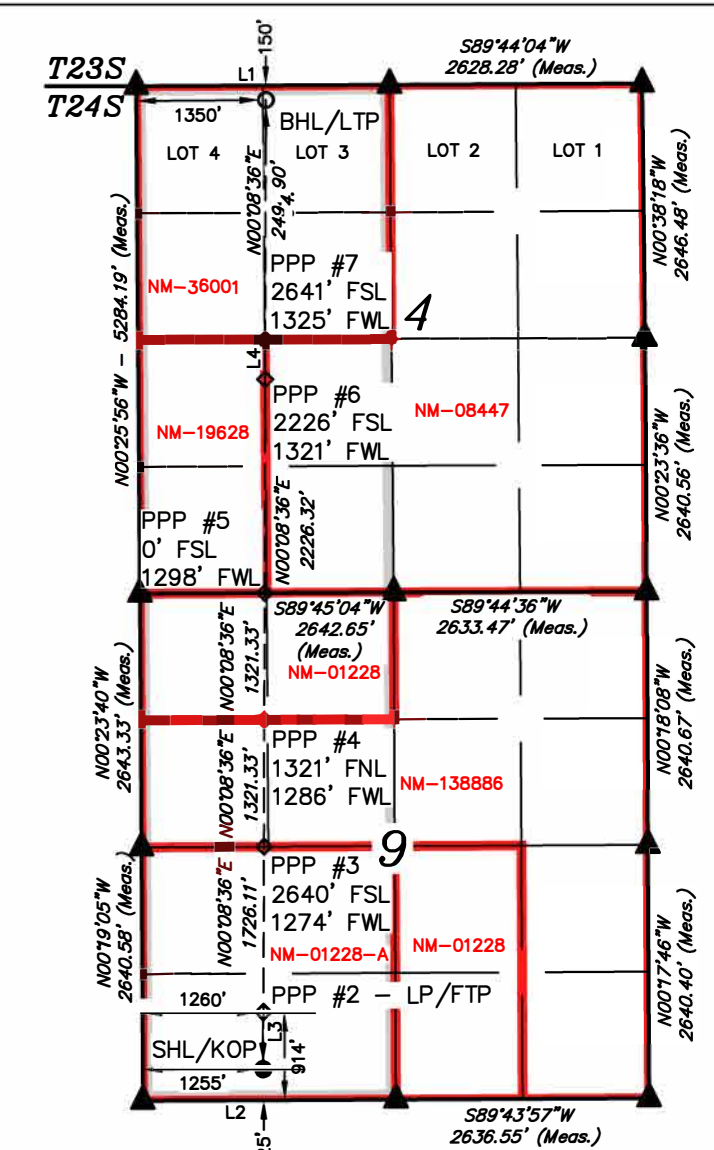 150'
S89°44'04"W
2628.28' (Meas.)
T23S
L1
T24S
1350'
BHL/LTP
LOT 4
LOT 3
LOT 2
LOT 1
N00°08'36"E
N00°38'18"W
2646.48' (Meas.)
N00°25'56"W - 5284.19' (Meas.)
PPP #7
2641' FSL
1325' FWL
NM-36001
4
L4
PPP #6
2226' FSL
1321' FWL
NM-08447
NM-19628
N00°23'36"W
2640.56' (Meas.)
N00°08'36"E
2226.32'
PPP #5
0' FSL
1298' FWL
S89°45'04"W
2642.65'
(Meas.)
S89°44'36"W
2633.47' (Meas.)
N00°08'36"E
1321.33'
NM-01228
N00°23'40"W
2643.33' (Meas.)
N00°18'08"W
2640.67' (Meas.)
PPP #4
1321' FNL
1286' FWL
N00°08'36"E
1321.33'
NM-138886
9
PPP #3
2640' FSL
1274' FWL
N00°08'36"E
1726.11'
N00°19'05"W
2640.58' (Meas.)
NM-01228-A
NM-01228
N00°17'46"W
2640.40' (Meas.)
PPP #2 - LP/FTP
1260'
L3
914'
SHL/KOP
1255'
L2
S89°43'57"W
2636.55' (Meas.)